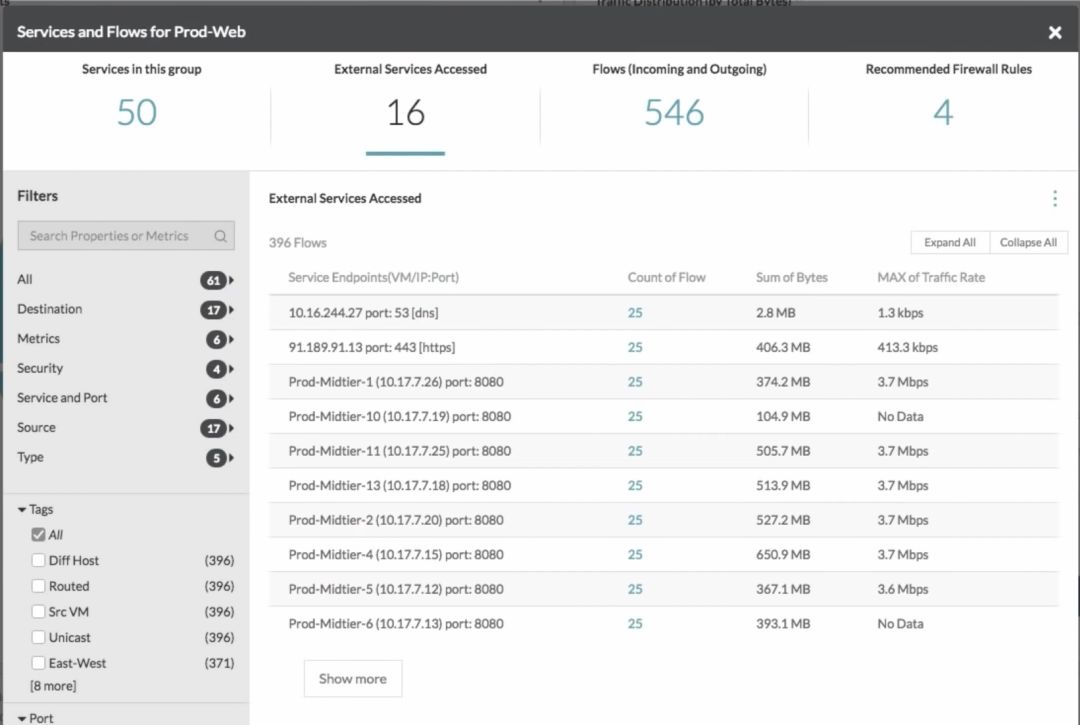 Traffic Distribution (by Total Bytes)
Services and Flows for Prod-Web
Services in this group
External Services Accessed
Flows (Incoming and Outgoing)
Recommended Firewall Rules
50
16
546
4
Filters
Search Properties or Metrics
All 61
Destination 17
Metrics 6
Security 4
Service and Port 6
Source 17
Type 5
Tags
All
Diff Host (396)
Routed (396)
Src VM (396)
Unicast (396)
East-West (371)
[8 more]
Port
External Services Accessed
396 Flows
Expand All
Collapse All
Service Endpoints(VM/IP:Port) Count of Flow Sum of Bytes MAX of Traffic Rate
10.16.244.27 port: 53 [dns] 25 2.8 MB 1.3 kbps
91.189.91.13 port: 443 [https] 25 406.3 MB 413.3 kbps
Prod-Midtier-1 (10.17.7.26) port: 8080 25 374.2 MB 3.7 Mbps
Prod-Midtier-10 (10.17.7.19) port: 8080 25 104.9 MB No Data
Prod-Midtier-11 (10.17.7.25) port: 8080 25 505.7 MB 3.7 Mbps
Prod-Midtier-13 (10.17.7.18) port: 8080 25 513.9 MB 3.7 Mbps
Prod-Midtier-2 (10.17.7.20) port: 8080 25 527.2 MB 3.7 Mbps
Prod-Midtier-4 (10.17.7.15) port: 8080 25 650.9 MB 3.7 Mbps
Prod-Midtier-5 (10.17.7.12) port: 8080 25 367.1 MB 3.6 Mbps
Prod-Midtier-6 (10.17.7.13) port: 8080 25 393.1 MB No Data
Show more